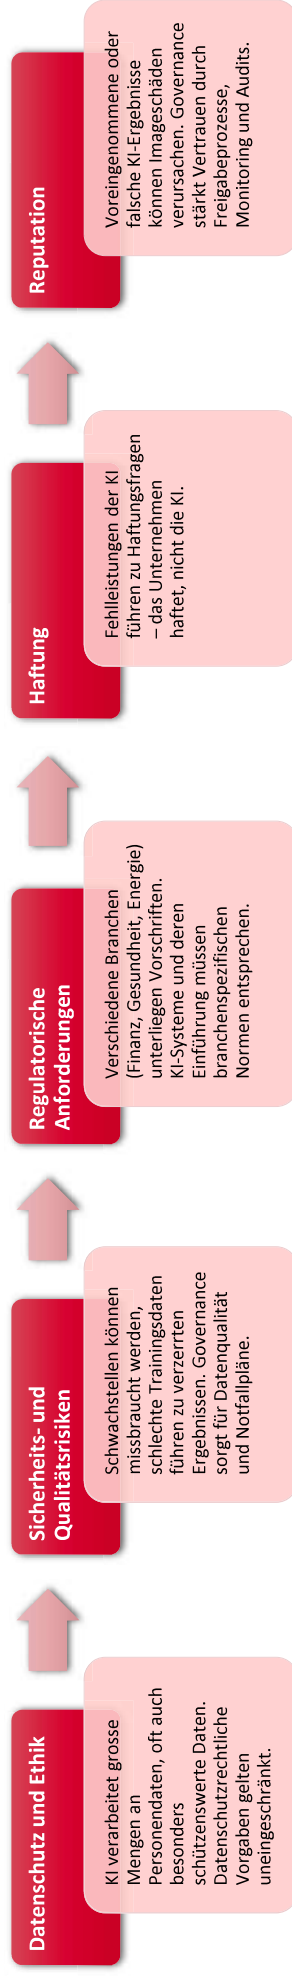 Datenschutz und Ethik
KI verarbeitet grosse
Mengen an
Personendaten, oft auch
besonders
schützenswerte Daten.
Datenschutzrechtliche
Vorgaben gelten
uneingeschränkt.
Sicherheits- und
Qualitätsrisiken
Schwachstellen können
missbraucht werden,
schlechte Trainingsdaten
führen zu verzerrten
Ergebnissen. Governance
sorgt für Datenqualität
und Notfallpläne.
Regulatorische
Anforderungen
Verschiedene Branchen
(Finanz, Gesundheit, Energie)
unterliegen Vorschriften.
KI-Systeme und deren
Einführung müssen
branchenspezifischen
Normen entsprechen.
Haftung
Fehlleistungen der KI
führen zu Haftungsfragen
– das Unternehmen
haftet, nicht die KI.
Reputation
Voreingenommene oder
falsche KI-Ergebnisse
können Imageschäden
verursachen. Governance
stärkt Vertrauen durch
Freigabeprozesse,
Monitoring und Audits.